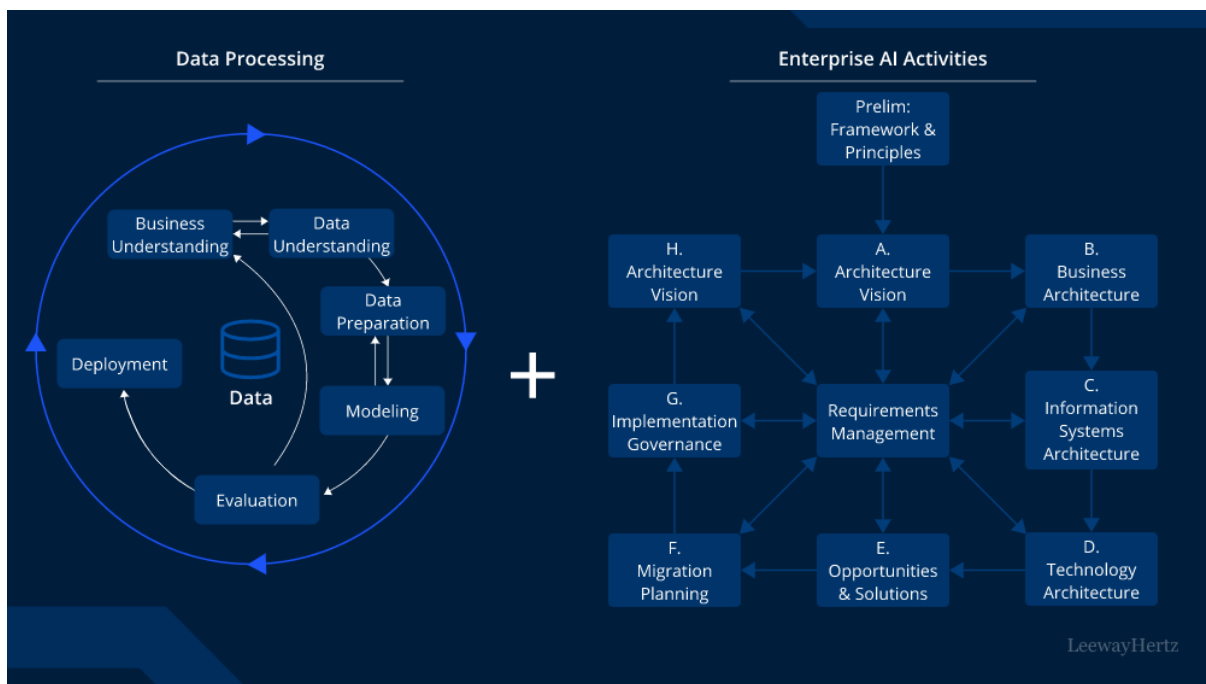 Data Processing
Business
Understanding
Data
Understanding
Data
Preparation
Deployment
Data
Modeling
Evaluation
+
Enterprise AI Activities
Prelim:
Framework &
Principles
H.
Architecture
Vision
A.
Architecture
Vision
B.
Business
Architecture
G.
Implementation
Governance
Requirements
Management
C.
Information
Systems
Architecture
F.
Migration
Planning
E.
Opportunities
& Solutions
D.
Technology
Architecture
LeewayHertz